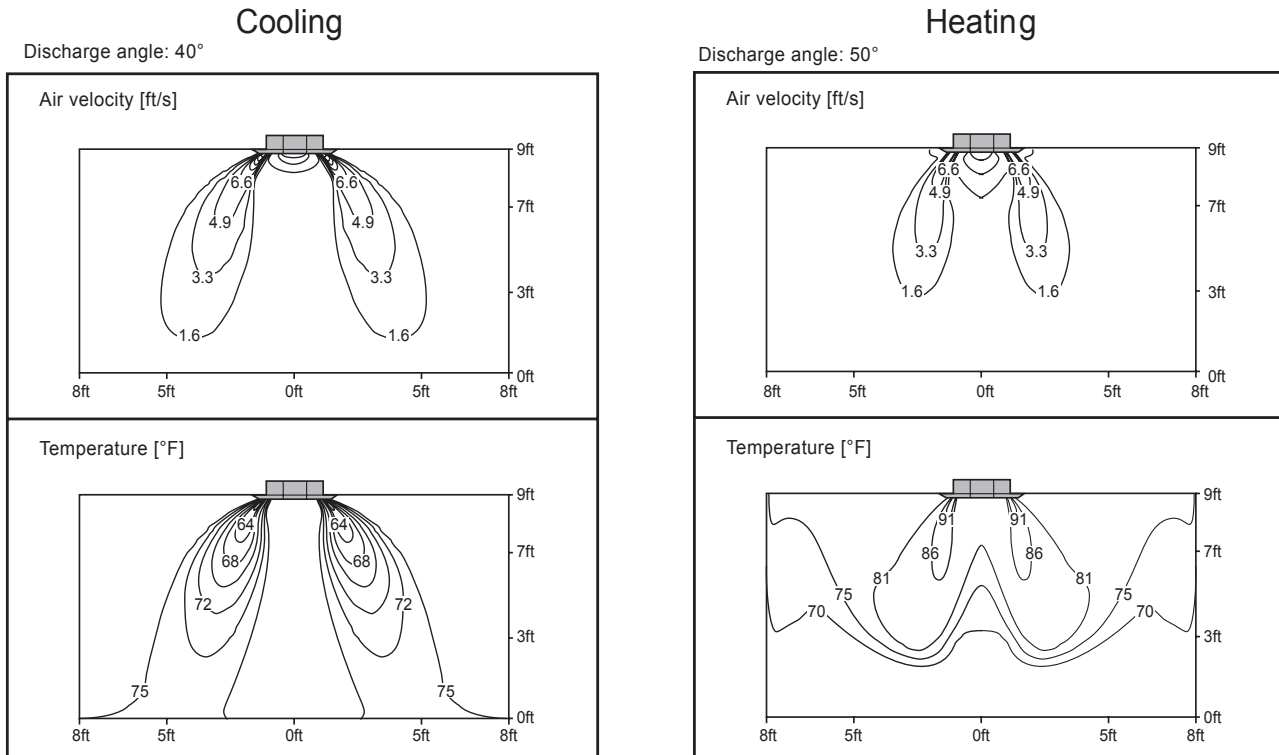 Cooling
Discharge angle: 40°
Air velocity [ft/s]
9ft
6.6 6.6
7ft
4.9 4.9
3.3 3.3
3ft
1.6 1.6
0ft
8ft 5ft 0ft 5ft 8ft
Temperature [°F]
9ft
64 64
7ft
68 68
72 72
3ft
75 75
0ft
8ft 5ft 0ft 5ft 8ft
Heating
Discharge angle: 50°
Air velocity [ft/s]
9ft
6.6 6.6
4.9 4.9
7ft
3.3 3.3
1.6 1.6
3ft
0ft
8ft 5ft 0ft 5ft 8ft
Temperature [°F]
9ft
91 91
86 86
7ft
81 81
75 75
70 70
3ft
0ft
8ft 5ft 0ft 5ft 8ft